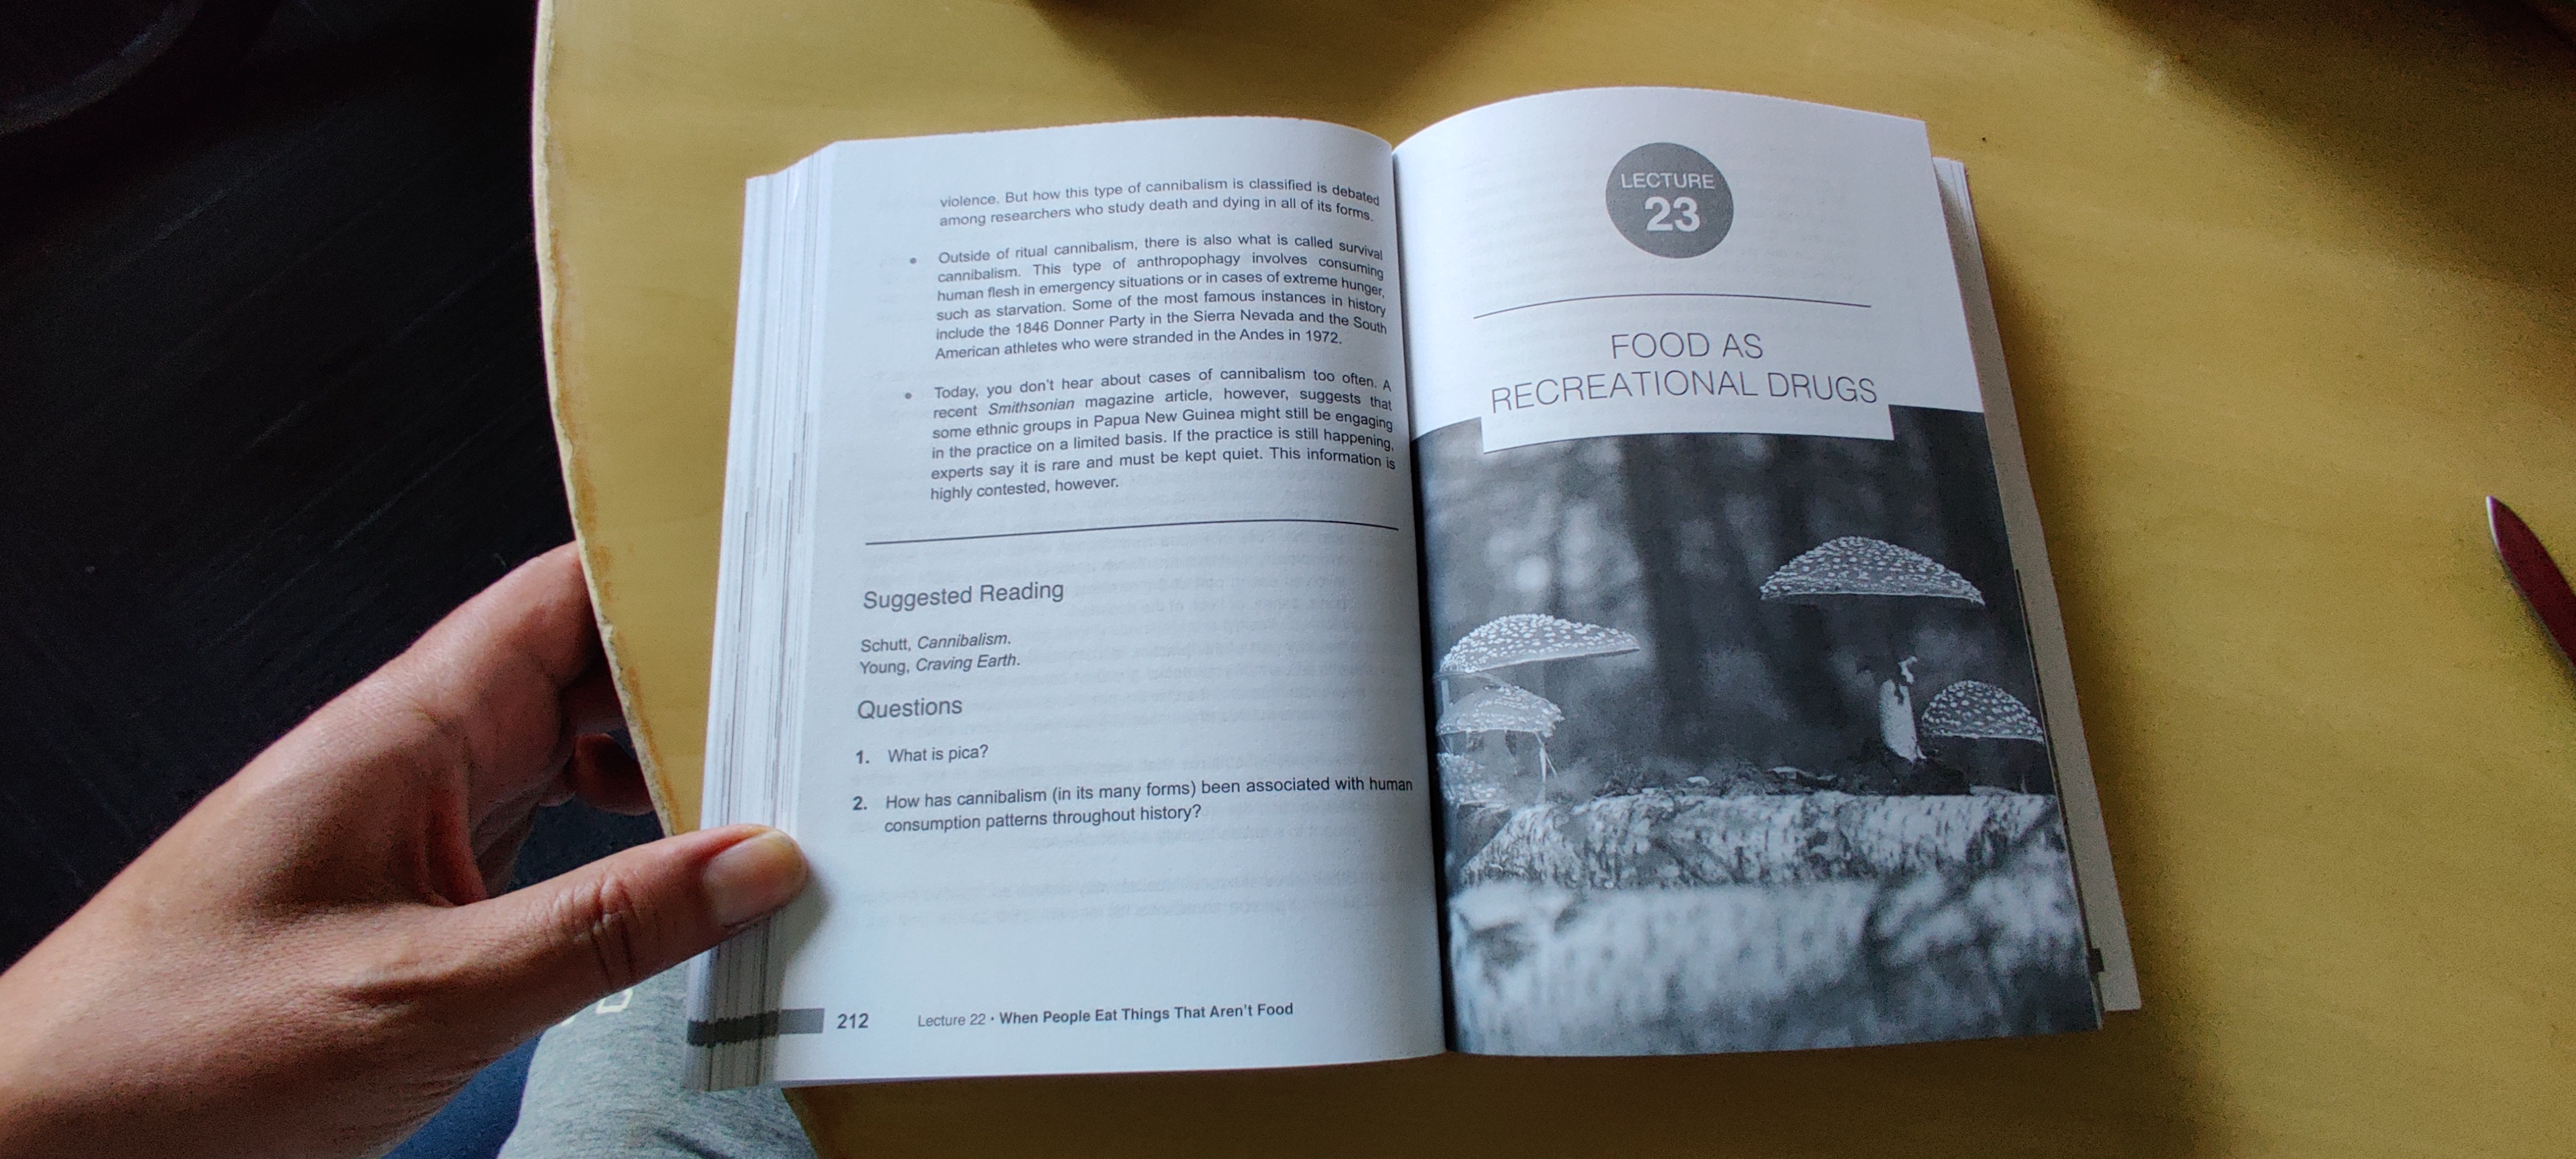 violence. But how this type of cannibalism is classified is debated
among researchers who study death and dying in all of its forms.
• Outside of ritual cannibalism, there is also what is called survival
cannibalism. This type of anthropophagy involves consuming
human flesh in emergency situations or in cases of extreme hunger,
such as starvation. Some of the most famous instances in history
include the 1846 Donner Party in the Sierra Nevada and the South
American athletes who were stranded in the Andes in 1972.
• Today, you don't hear about cases of cannibalism too often. A
recent Smithsonian magazine article, however, suggests that
some ethnic groups in Papua New Guinea might still be engaging
in the practice on a limited basis. If the practice is still happening,
experts say it is rare and must be kept quiet. This information is
highly contested, however.
Suggested Reading
Schutt, Cannibalism.
Young, Craving Earth.
Questions
1. What is pica?
2. How has cannibalism (in its many forms) been associated with human
consumption patterns throughout history?
212 Lecture 22 • When People Eat Things That Aren't Food
LECTURE
23
FOOD AS
RECREATIONAL DRUGS